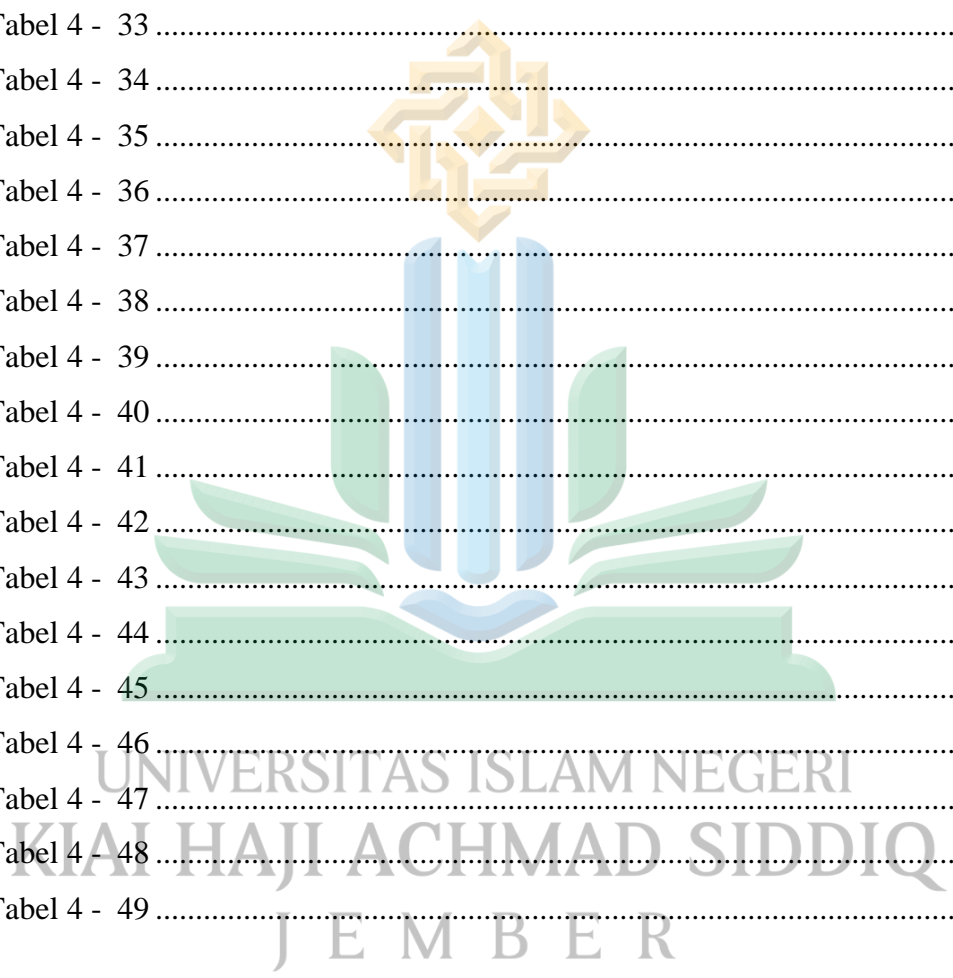 Tabel 4 - 33 ................................................................
Tabel 4 - 34 ................................................................
Tabel 4 - 35 ................................................................
Tabel 4 - 36 ................................................................
Tabel 4 - 37 ................................................................
Tabel 4 - 38 ................................................................
Tabel 4 - 39 ................................................................
Tabel 4 - 40 ................................................................
Tabel 4 - 41 ................................................................
Tabel 4 - 42 ................................................................
Tabel 4 - 43 ................................................................
Tabel 4 - 44 ................................................................
Tabel 4 - 45 ................................................................
Tabel 4 - 46 ................................................................
UNIVERSITAS ISLAM NEGERI
Tabel 4 - 47 ................................................................
KIAI HAJI ACHMAD SIDDIQ
Tabel 4 - 48 ................................................................
Tabel 4 - 49 ................................................................
JEMBER